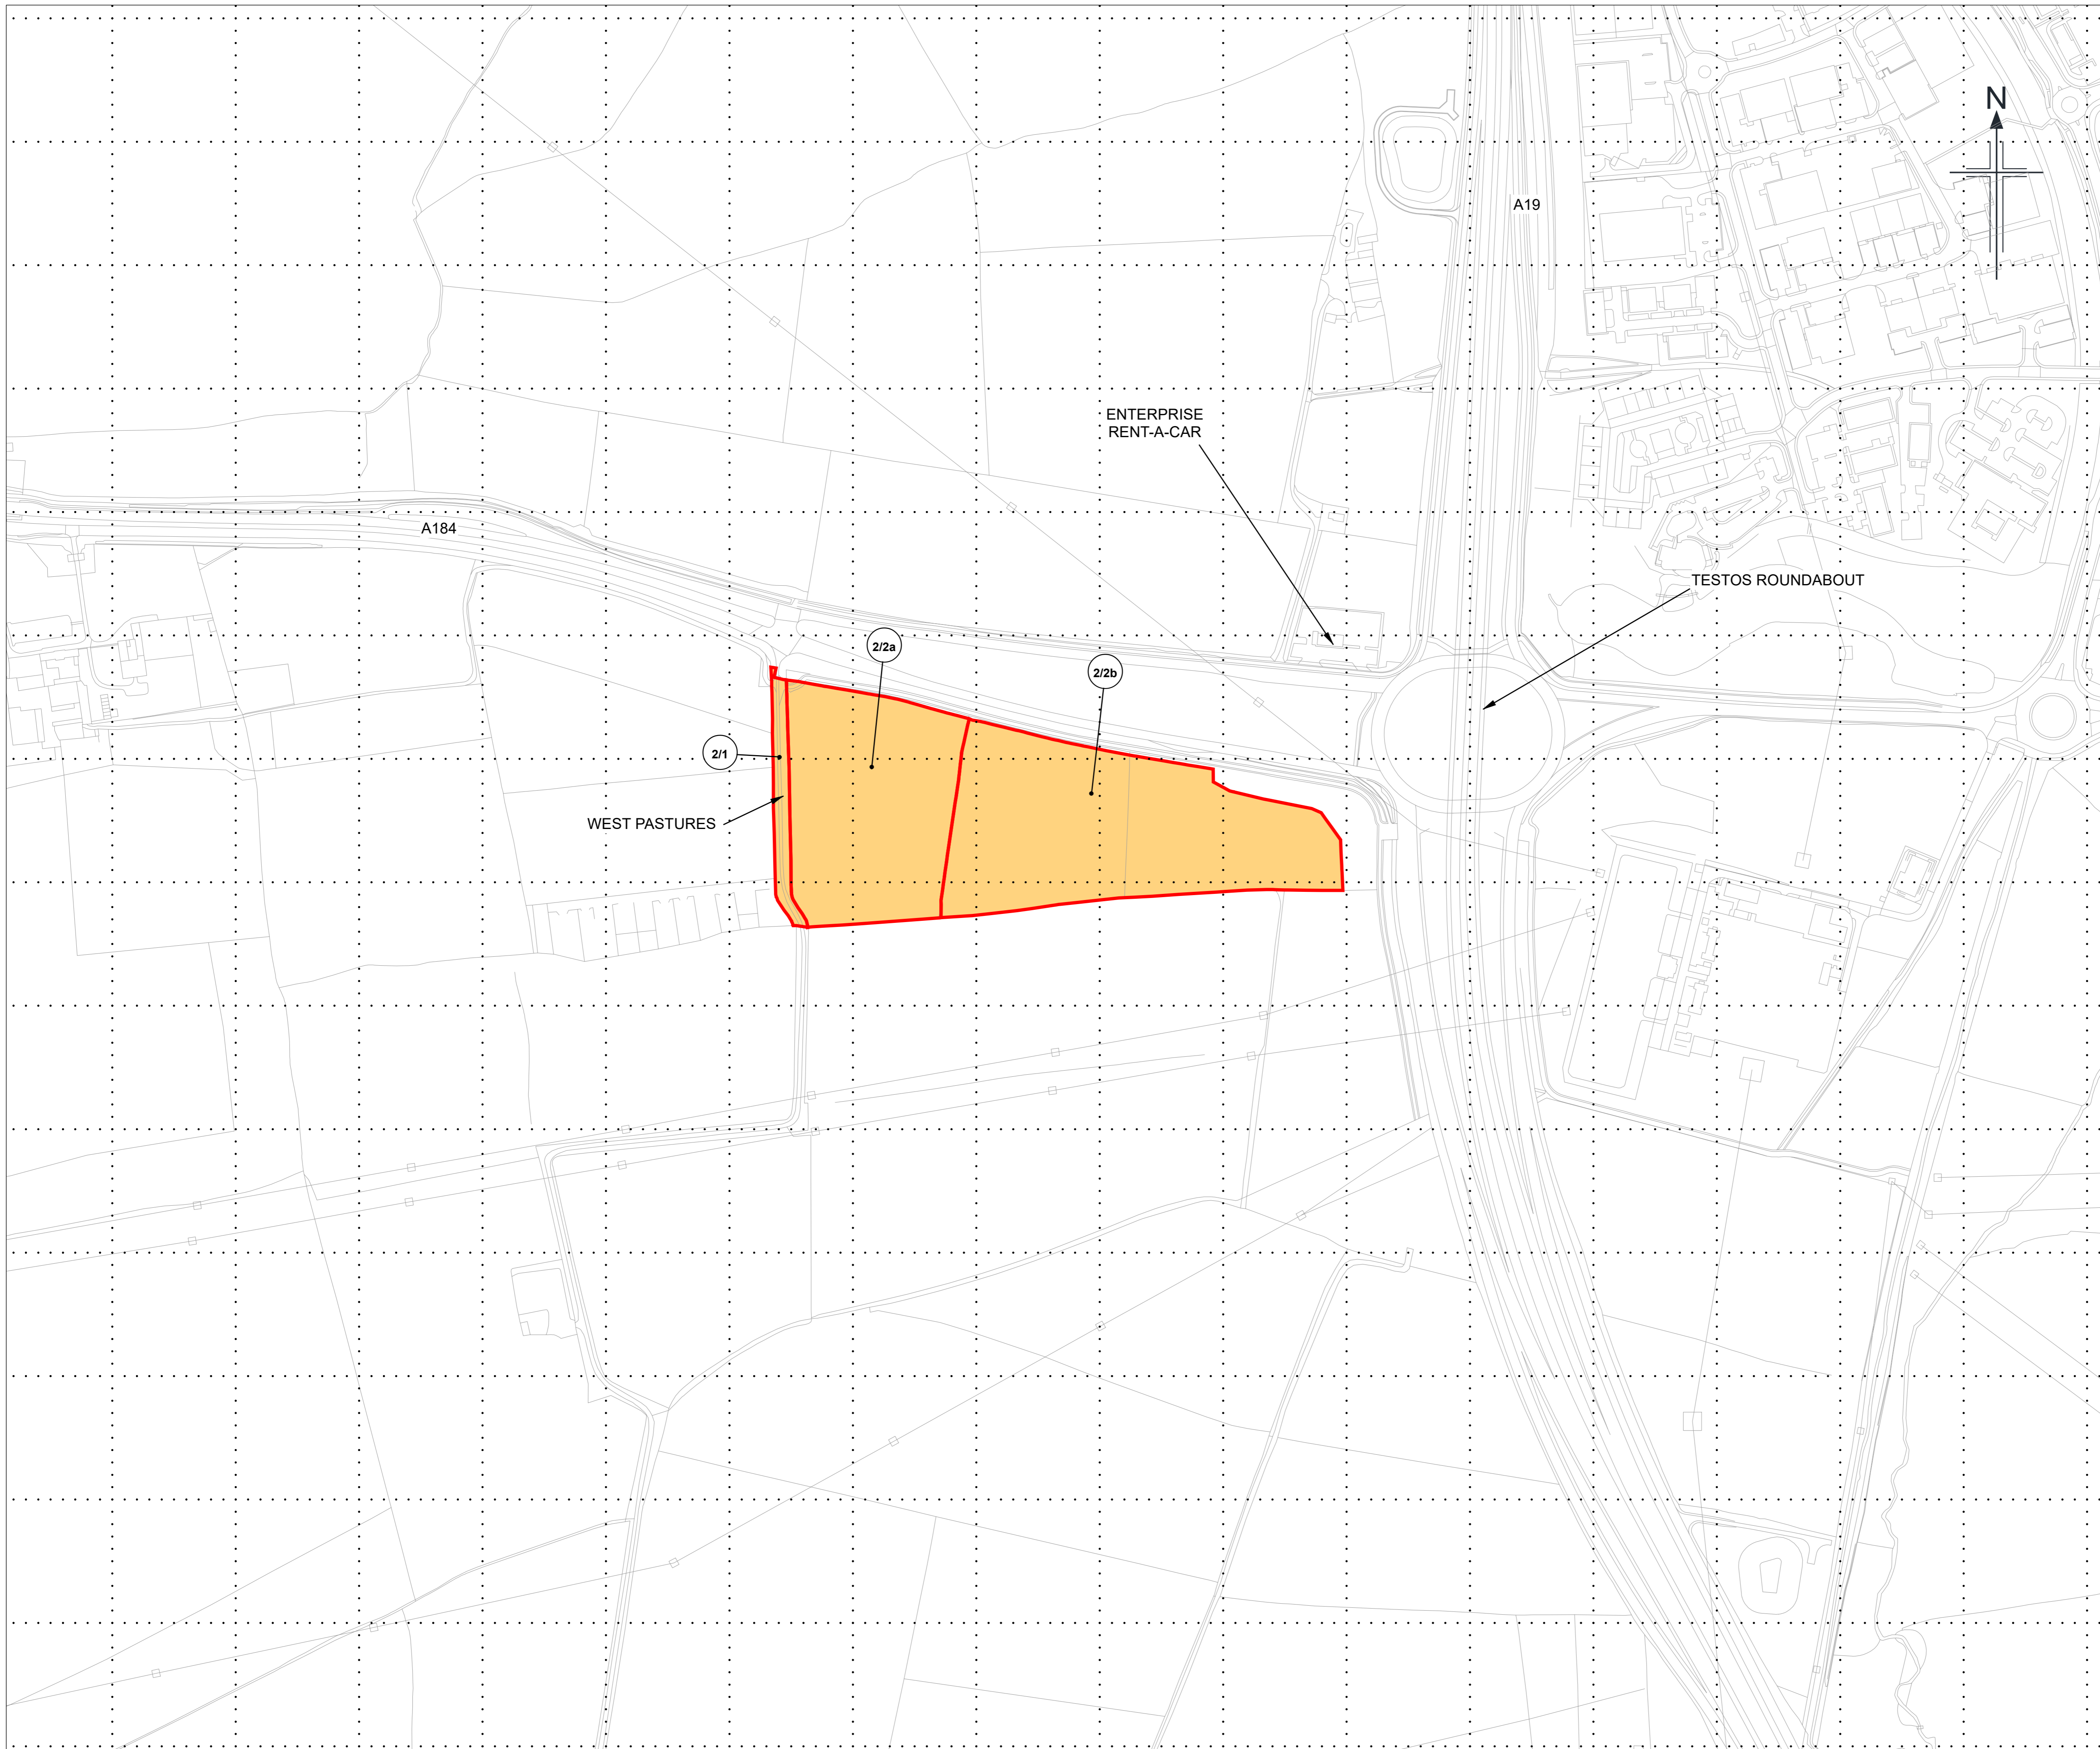 N
A19
ENTERPRISE
RENT-A-CAR
A184
TESTOS ROUNDABOUT
2/2a
2/2b
2/1
WEST PASTURES